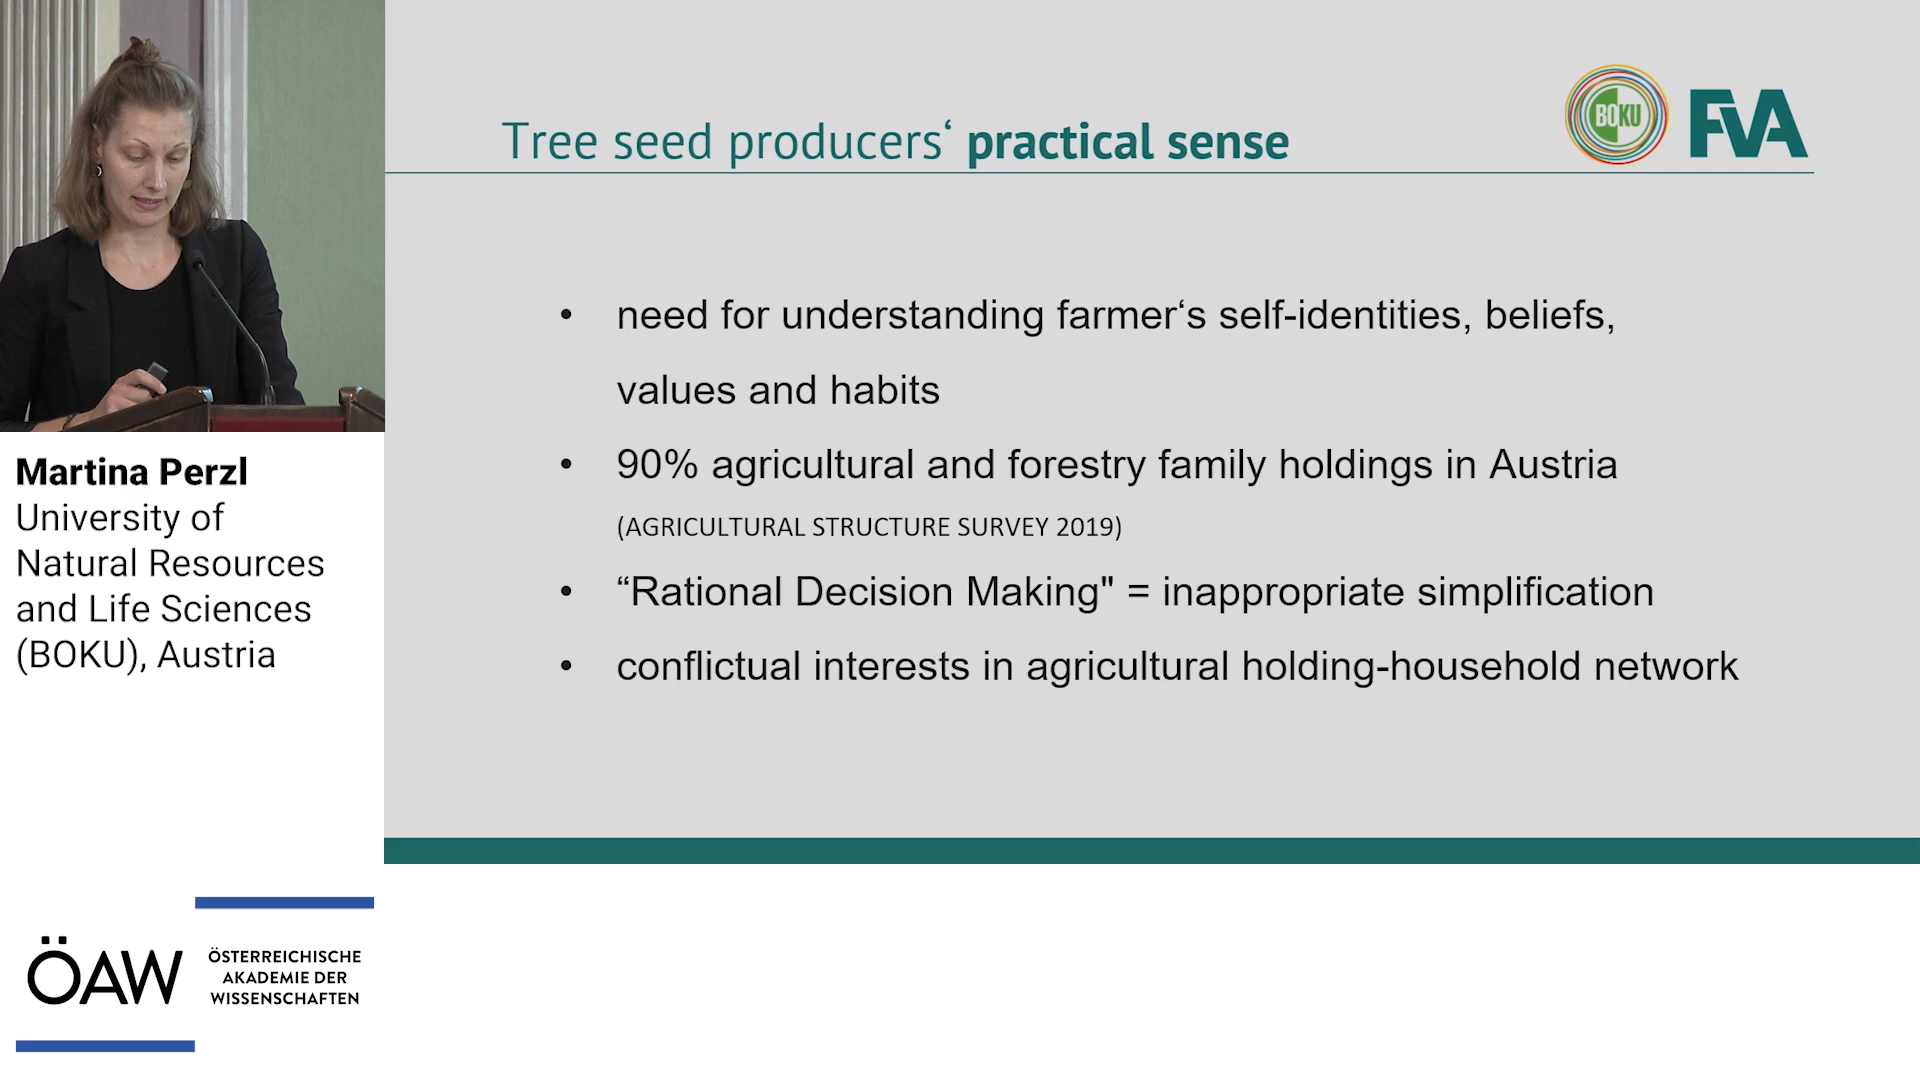 Tree seed producers‘ practical sense
BOKU
FVA
• need for understanding farmer‘s self-identities, beliefs,
values and habits
• 90% agricultural and forestry family holdings in Austria
(AGRICULTURAL STRUCTURE SURVEY 2019)
• “Rational Decision Making" = inappropriate simplification
• conflictual interests in agricultural holding-household network
Martina Perzl
University of
Natural Resources
and Life Sciences
(BOKU), Austria
ÖAW
ÖSTERREICHISCHE
AKADEMIE DER
WISSENSCHAFTEN